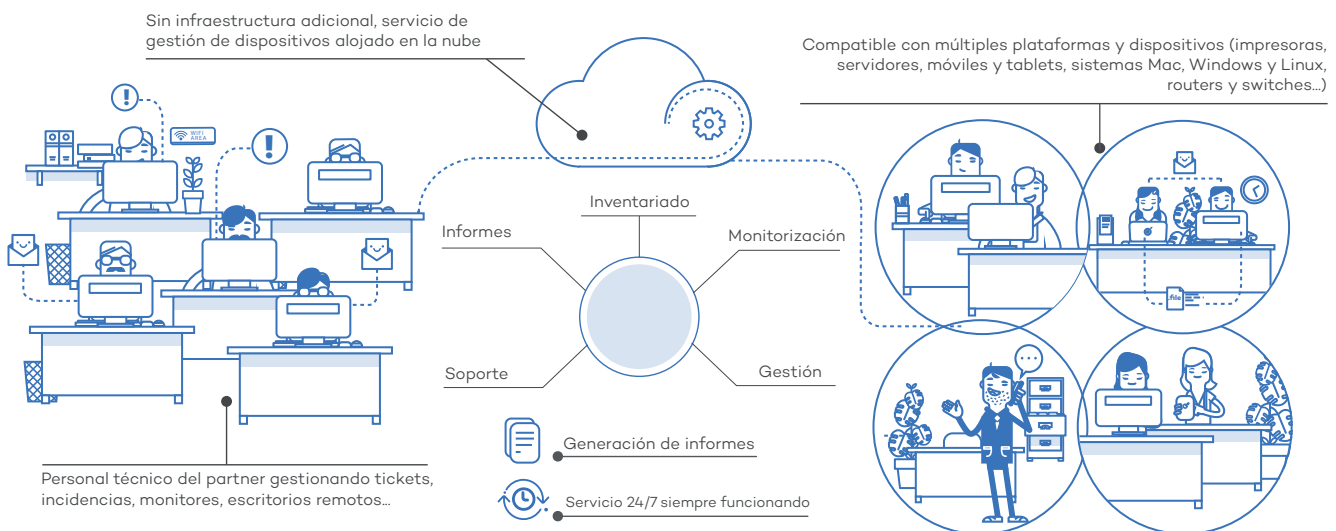 Sin infraestructura adicional, servicio de
gestión de dispositivos alojado en la nube
Compatible con múltiples plataformas y dispositivos (impresoras,
servidores, móviles y tablets, sistemas Mac, Windows y Linux,
routers y switches...)
WIFI
AREA
Inventariado
Informes
Monitorización
.file
Soporte
Gestión
Generación de informes
Personal técnico del partner gestionando tickets,
incidencias, monitores, escritorios remotos...
Servicio 24/7 siempre funcionando